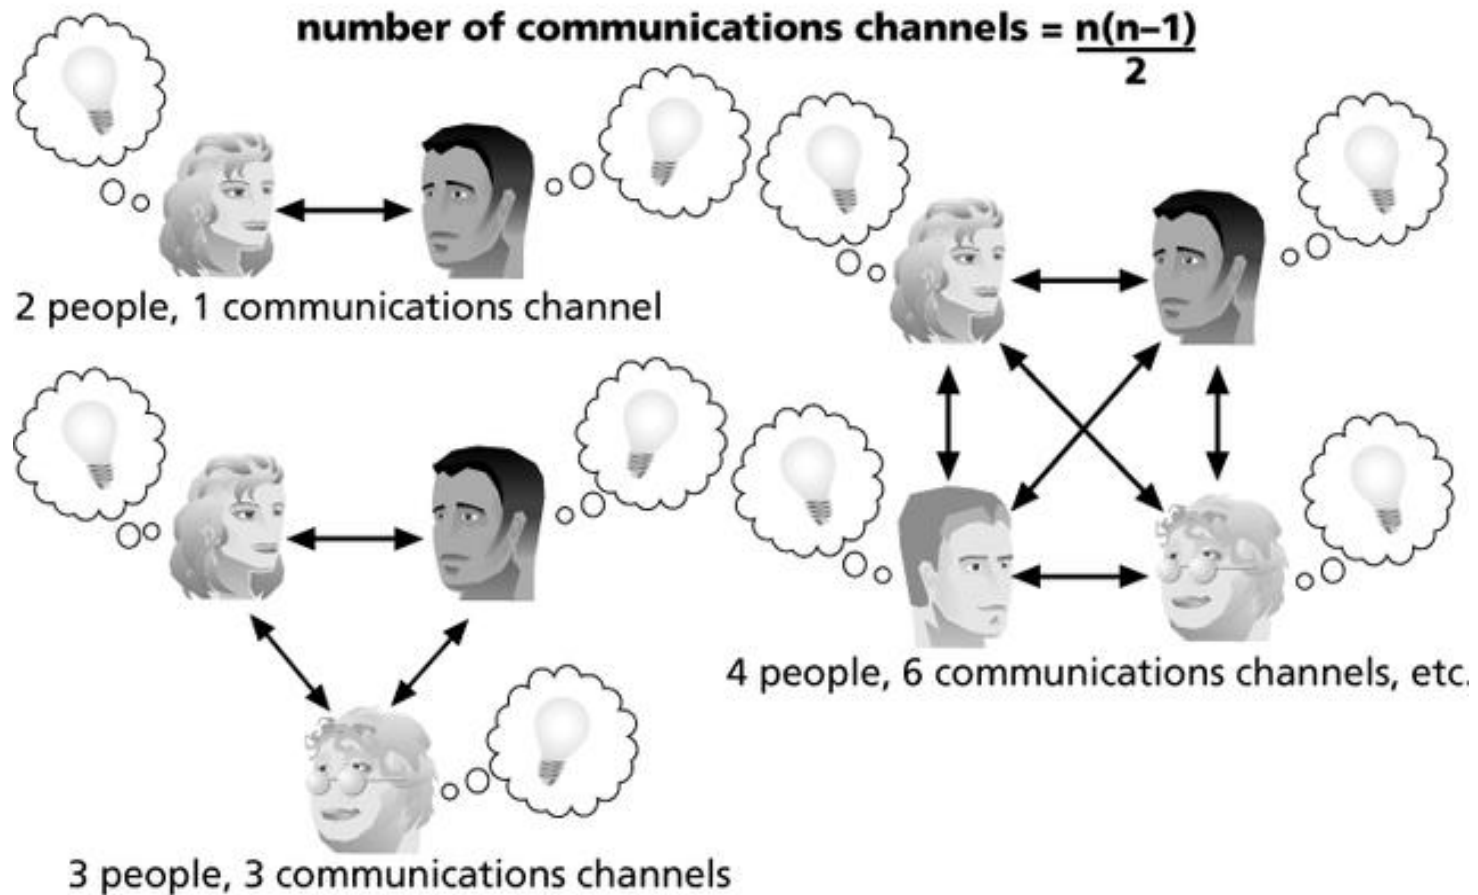 number of communications channels = n(n–1)
2
2 people, 1 communications channel
4 people, 6 communications channels, etc.
3 people, 3 communications channels